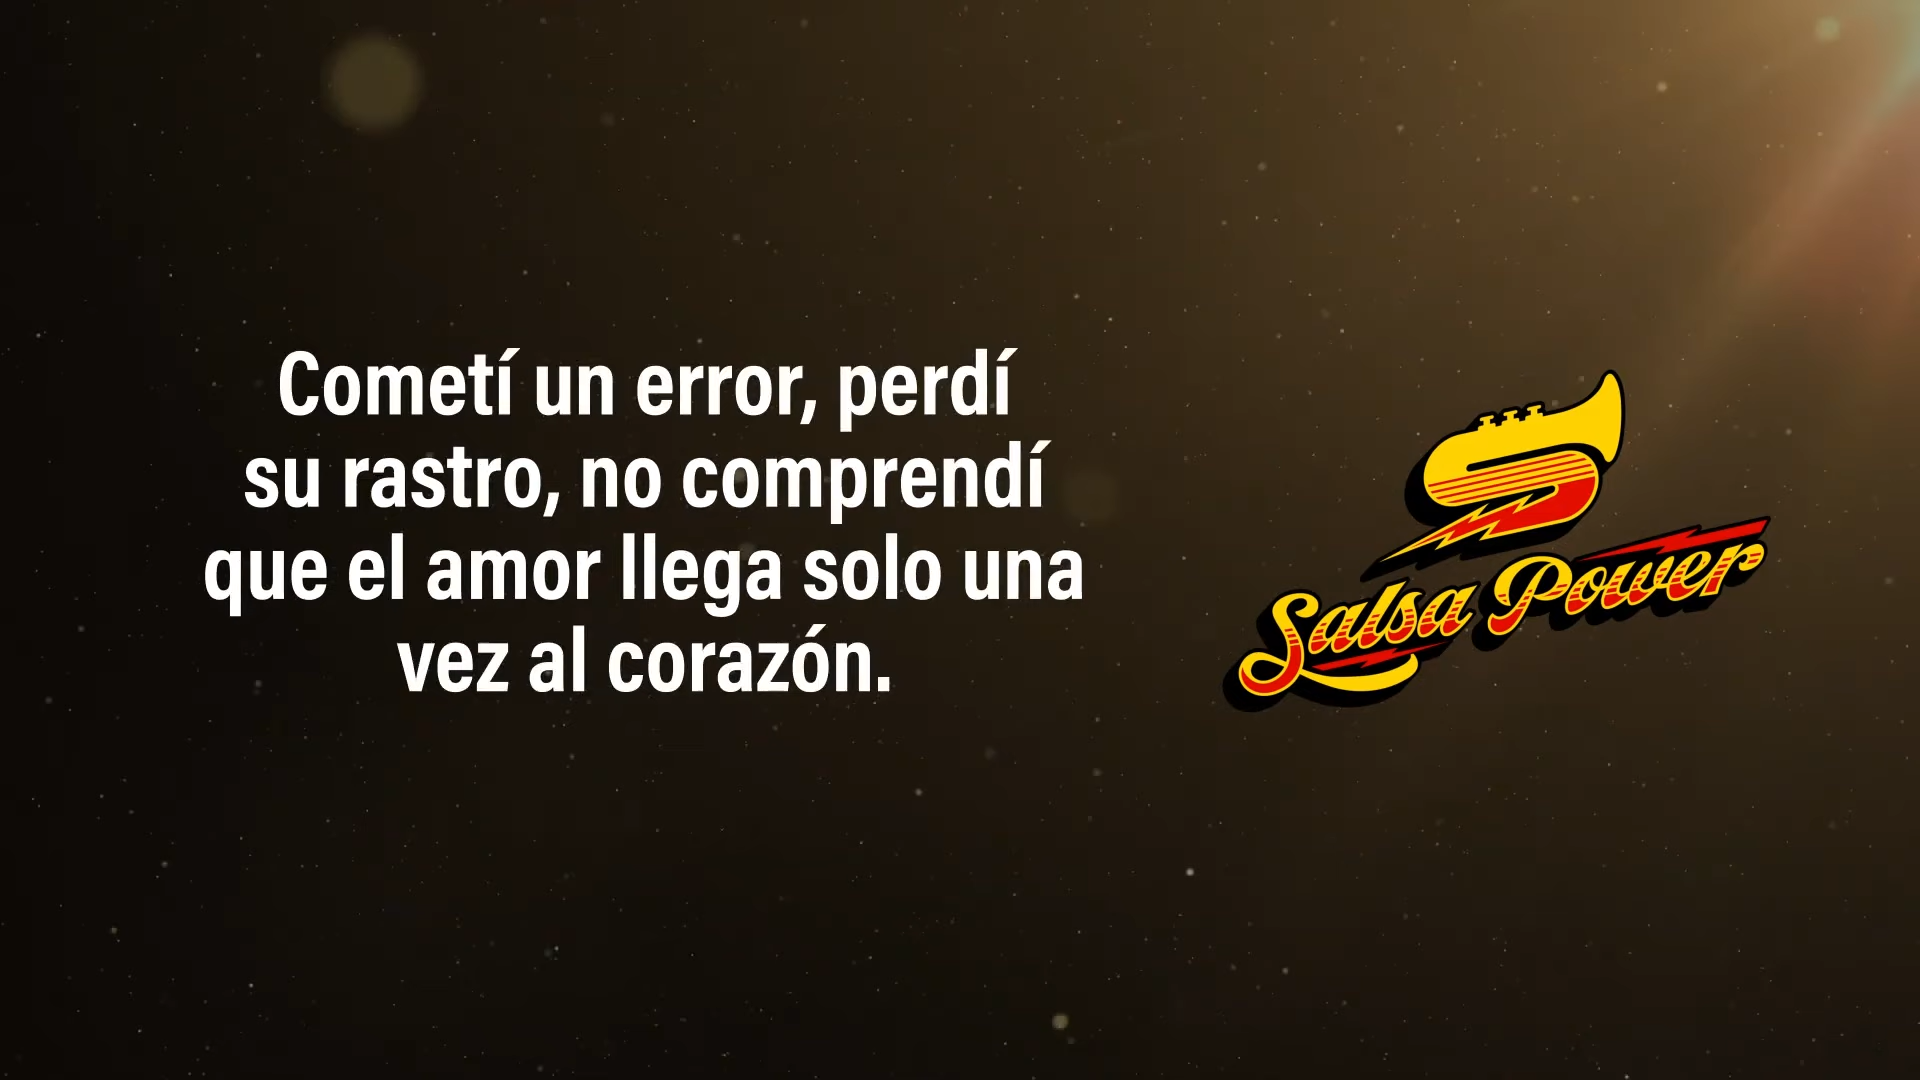 Cometí un error, perdí
su rastro, no comprendí
que el amor llega solo una
vez al corazón.
Salsa Power